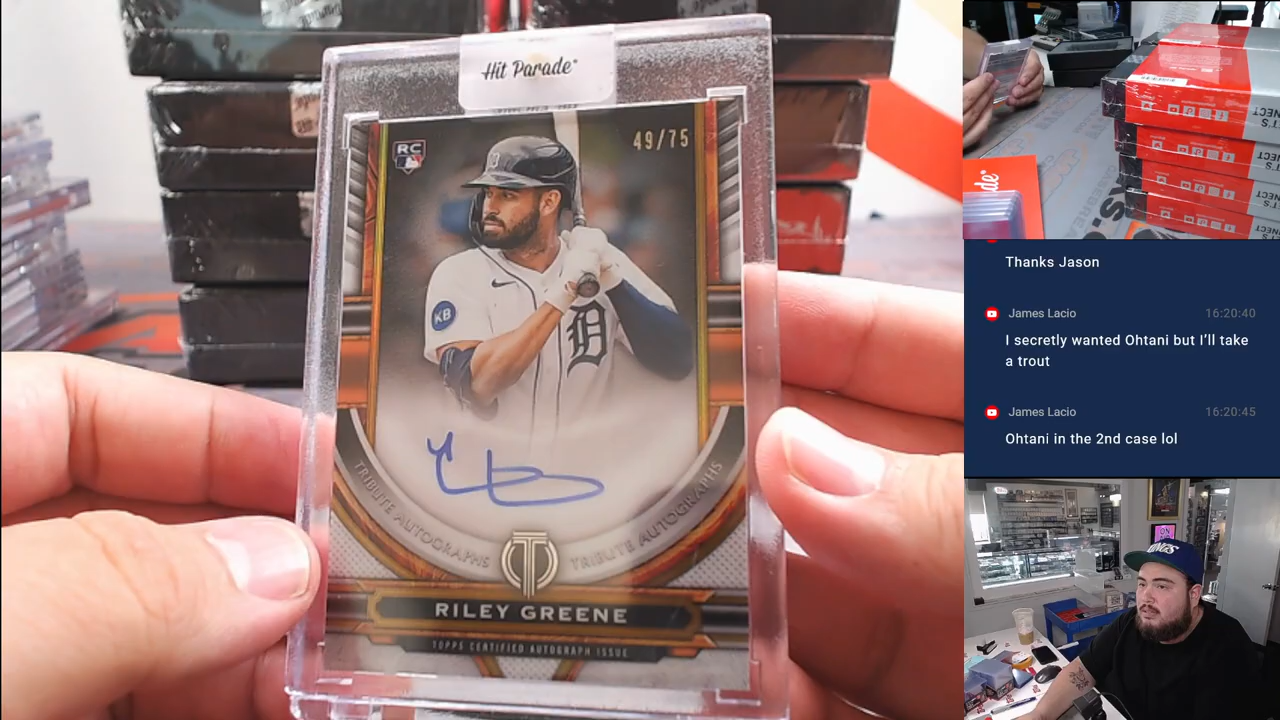 Hit Parade
RC
49/75
KB
D
TRIBUTE AUTOGRAPHS TRIBUTE AUTOGRAPHS
T
RILEY GREENE
TOPPS CERTIFIED AUTOGRAPH ISSUE
Thanks Jason
James Lacio 16:20:40
I secretly wanted Ohtani but I'll take
a trout
James Lacio 16:20:45
Ohtani in the 2nd case lol